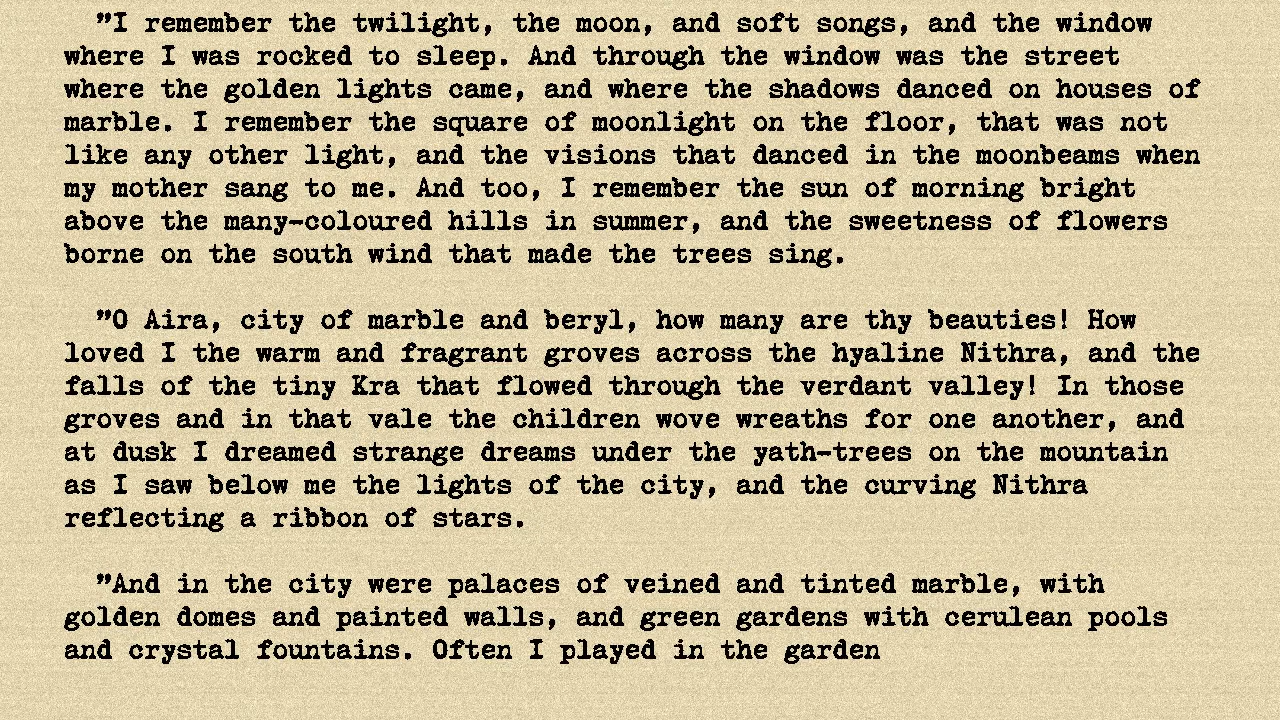 ”I remember the twilight, the moon, and soft songs, and the window
where I was rocked to sleep. And through the window was the street
where the golden lights came, and where the shadows danced on houses of
marble. I remember the square of moonlight on the floor, that was not
like any other light, and the visions that danced in the moonbeams when
my mother sang to me. And too, I remember the sun of morning bright
above the many-coloured hills in summer, and the sweetness of flowers
borne on the south wind that made the trees sing.
”O Aira, city of marble and beryl, how many are thy beauties! How
loved I the warm and fragrant groves across the hyaline Nithra, and the
falls of the tiny Kra that flowed through the verdant valley! In those
groves and in that vale the children wove wreaths for one another, and
at dusk I dreamed strange dreams under the yath-trees on the mountain
as I saw below me the lights of the city, and the curving Nithra
reflecting a ribbon of stars.
”And in the city were palaces of veined and tinted marble, with
golden domes and painted walls, and green gardens with cerulean pools
and crystal fountains. Often I played in the garden